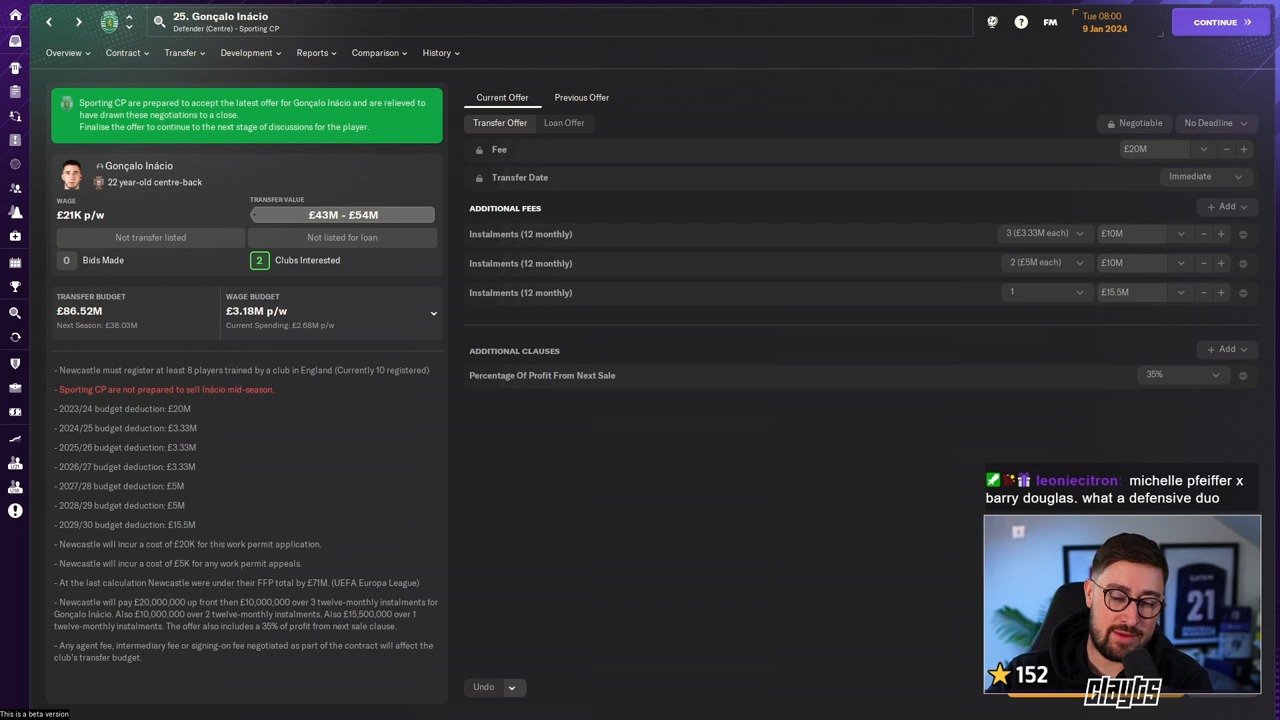 25. Gonçalo Inácio
Defender (Centre) - Sporting CP
FM
Tue 08:00
9 Jan 2024
CONTINUE
Overview
Contract
Transfer
Development
Reports
Comparison
History
Sporting CP are prepared to accept the latest offer for Gonçalo Inácio and are relieved to
have drawn these negotiations to a close.
Finalise the offer to continue to the next stage of discussions for the player.
Gonçalo Inácio
22 year-old centre-back
WAGE
£21K p/w
TRANSFER VALUE
£43M - £54M
Not transfer listed
Not listed for loan
0 Bids Made
2 Clubs Interested
TRANSFER BUDGET
£86.52M
Next Season: £38.03M
WAGE BUDGET
£3.18M p/w
Current Spending: £2.68M p/w
- Newcastle must register at least 8 players trained by a club in England (Currently 10 registered)
- Sporting CP are not prepared to sell Inácio mid-season.
- 2023/24 budget deduction: £20M
- 2024/25 budget deduction: £3.33M
- 2025/26 budget deduction: £3.33M
- 2026/27 budget deduction: £3.33M
- 2027/28 budget deduction: £5M
- 2028/29 budget deduction: £5M
- 2029/30 budget deduction: £15.5M
- Newcastle will incur a cost of £20K for this work permit application.
- Newcastle will incur a cost of £5K for any work permit appeals.
- At the last calculation Newcastle were under their FFP total by £71M. (UEFA Europa League)
- Newcastle will pay £20,000,000 up front then £10,000,000 over 3 twelve-monthly instalments for
Gonçalo Inácio. Also £10,000,000 over 2 twelve-monthly instalments. Also £15,500,000 over 1
twelve-monthly instalments. The offer also includes a 35% of profit from next sale clause.
- Any agent fee, intermediary fee or signing-on fee negotiated as part of the contract will affect the
club's transfer budget.
Current Offer
Previous Offer
Transfer Offer
Loan Offer
Negotiable
No Deadline
Fee
£20M
Transfer Date
Immediate
ADDITIONAL FEES
Add
Instalments (12 monthly)
3 (£3.33M each)
£10M
Instalments (12 monthly)
2 (£5M each)
£10M
Instalments (12 monthly)
1
£15.5M
ADDITIONAL CLAUSES
Add
Percentage Of Profit From Next Sale
35%
Undo
leoniecitron: michelle pfeiffer x
barry douglas. what a defensive duo
21
152
clayts
This is a beta version